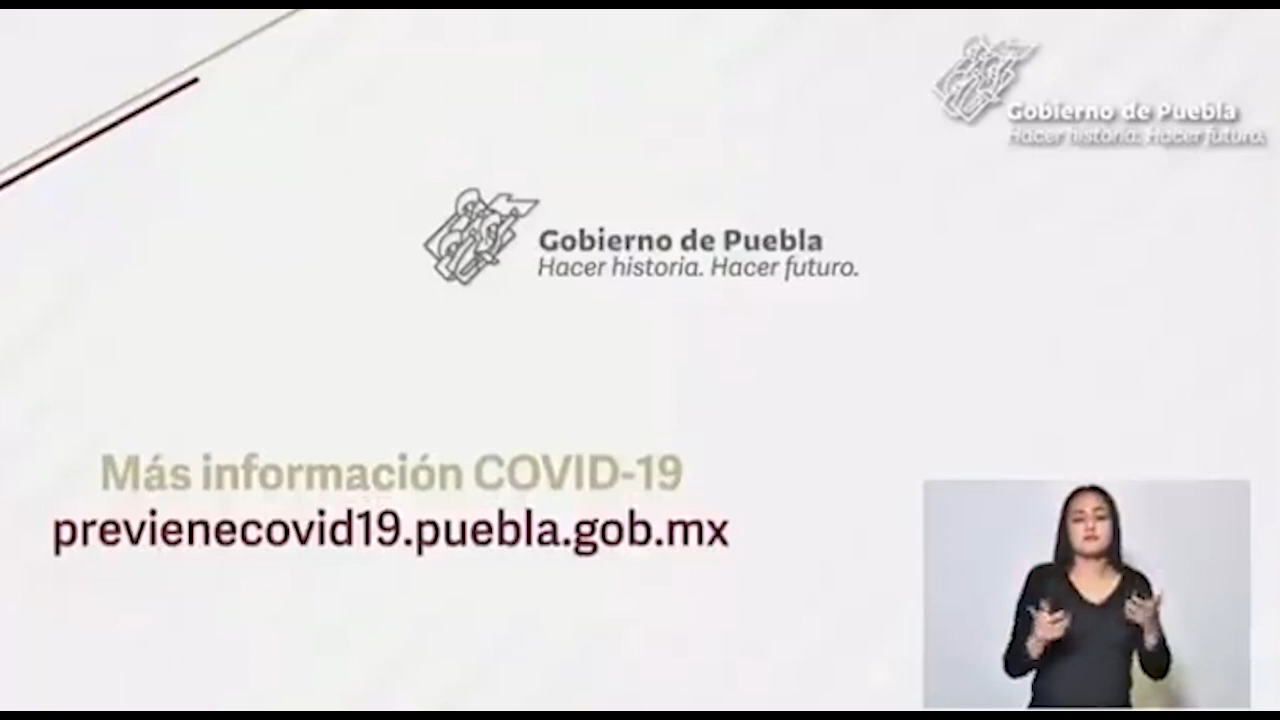 Gobierno de Puebla
Hacer historia. Hacer futuro.
Gobierno de Puebla
Hacer historia. Hacer futuro.
Más información COVID-19
previenecovid19.puebla.gob.mx